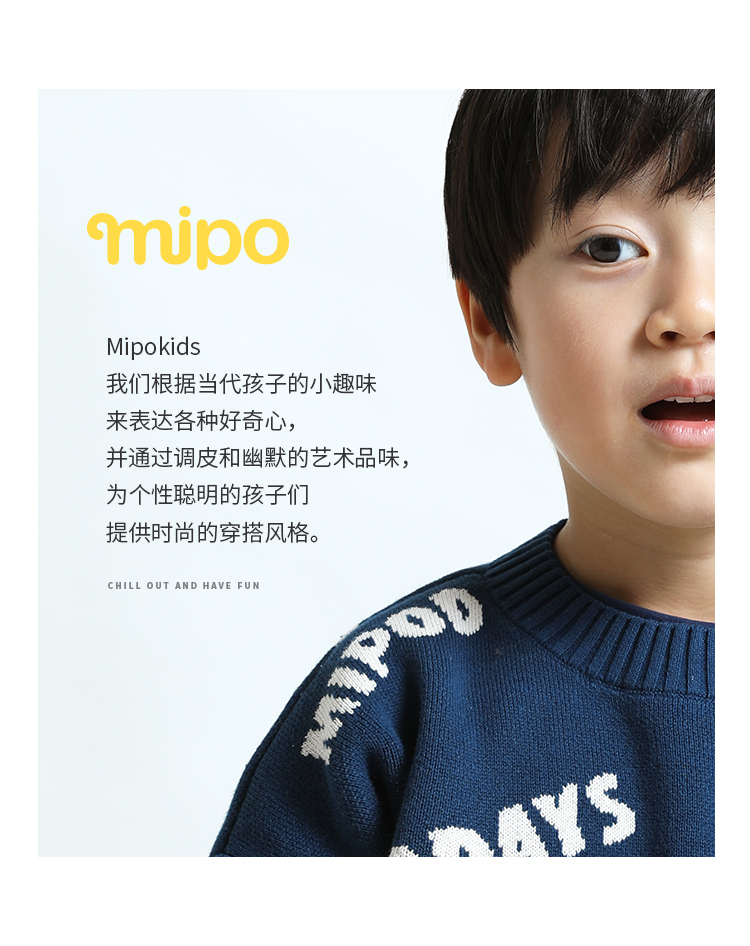 mipo
Mipokids
我们根据当代孩子的小趣味
来表达各种好奇心，
并通过调皮和幽默的艺术品味，
为个性聪明的孩子们
提供时尚的穿搭风格。
CHILL OUT AND HAVE FUN
MIPOD
DAYS